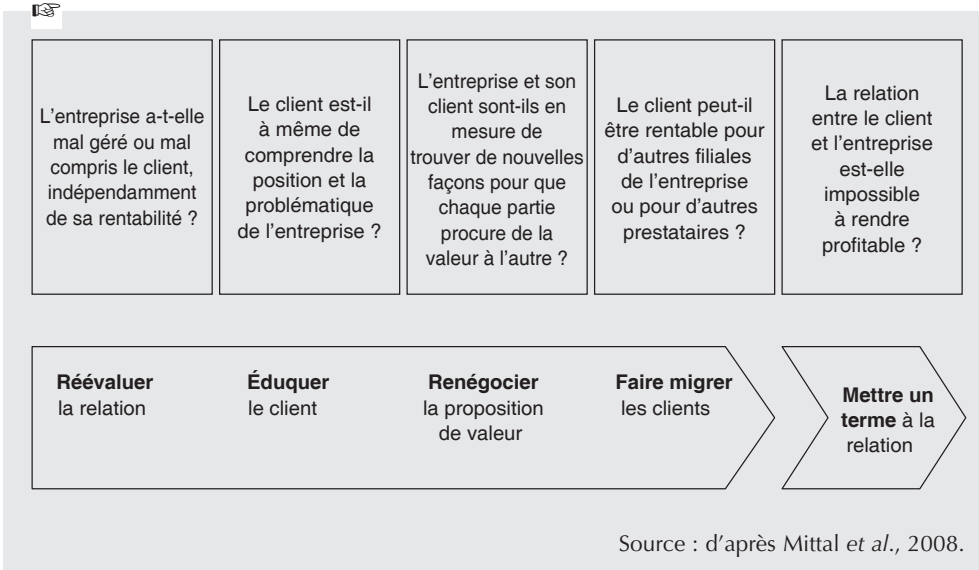 ☞
L'entreprise a-t-elle
mal géré ou mal
compris le client,
indépendamment
de sa rentabilité ?
Le client est-il
à même de
comprendre la
position et la
problématique
de l'entreprise ?
L'entreprise et son
client sont-ils en
mesure de
trouver de nouvelles
façons pour que
chaque partie
procure de la
valeur à l'autre ?
Le client peut-il
être rentable pour
d'autres filiales
de l'entreprise
ou pour d'autres
prestataires ?
La relation
entre le client
et l'entreprise
est-elle
impossible
à rendre
profitable ?
Réévaluer
la relation
Éduquer
le client
Renégocier
la proposition
de valeur
Faire migrer
les clients
Mettre un
terme à la
relation
Source : d'après Mittal et al., 2008.